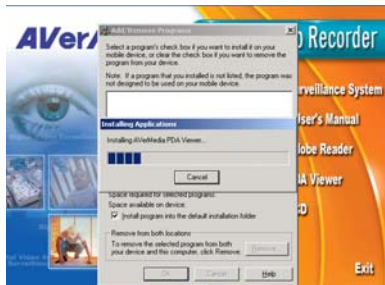 AVer
Recorder
Add/Remove Programs
Select a program's check box if you want to install it on your
mobile device, or clear the check box if you want to remove the
program from your device.
Note: If a program that you installed is not listed, the program was
not designed to be used on your mobile device.
rveillance System
Installing Applications
User's Manual
Installing AVerMedia PDA Viewer...
obe Reader
Cancel
A Viewer
Space required for selected programs:
Space available on device:
CD
Install program into the default installation folder
Remove from both locations
To remove the selected program from both
your device and this computer, click Remove.
Remove...
OK
Cancel
Help
Exit